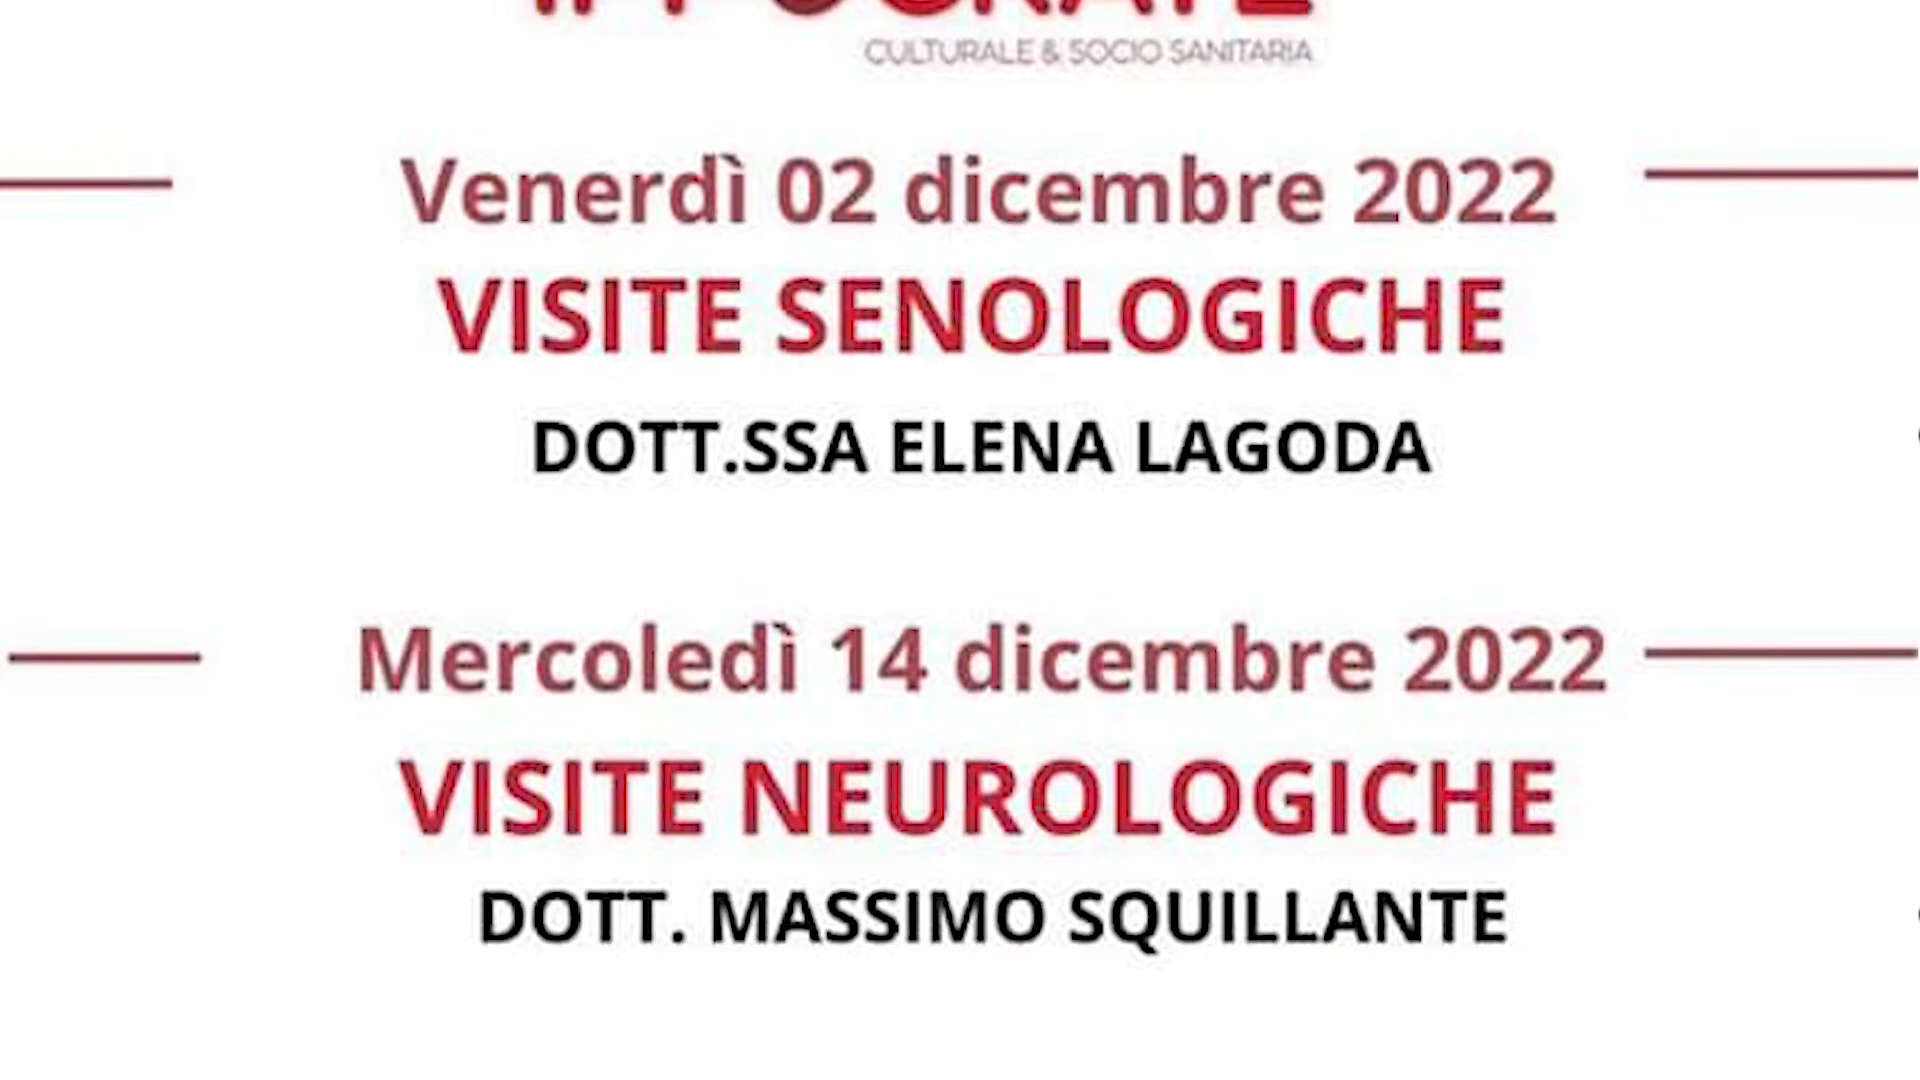 CULTURALE & SOCIO SANITARIA
Venerdì 02 dicembre 2022
VISITE SENOLOGICHE
DOTT.SSA ELENA LAGODA
Mercoledì 14 dicembre 2022
VISITE NEUROLOGICHE
DOTT. MASSIMO SQUILLANTE